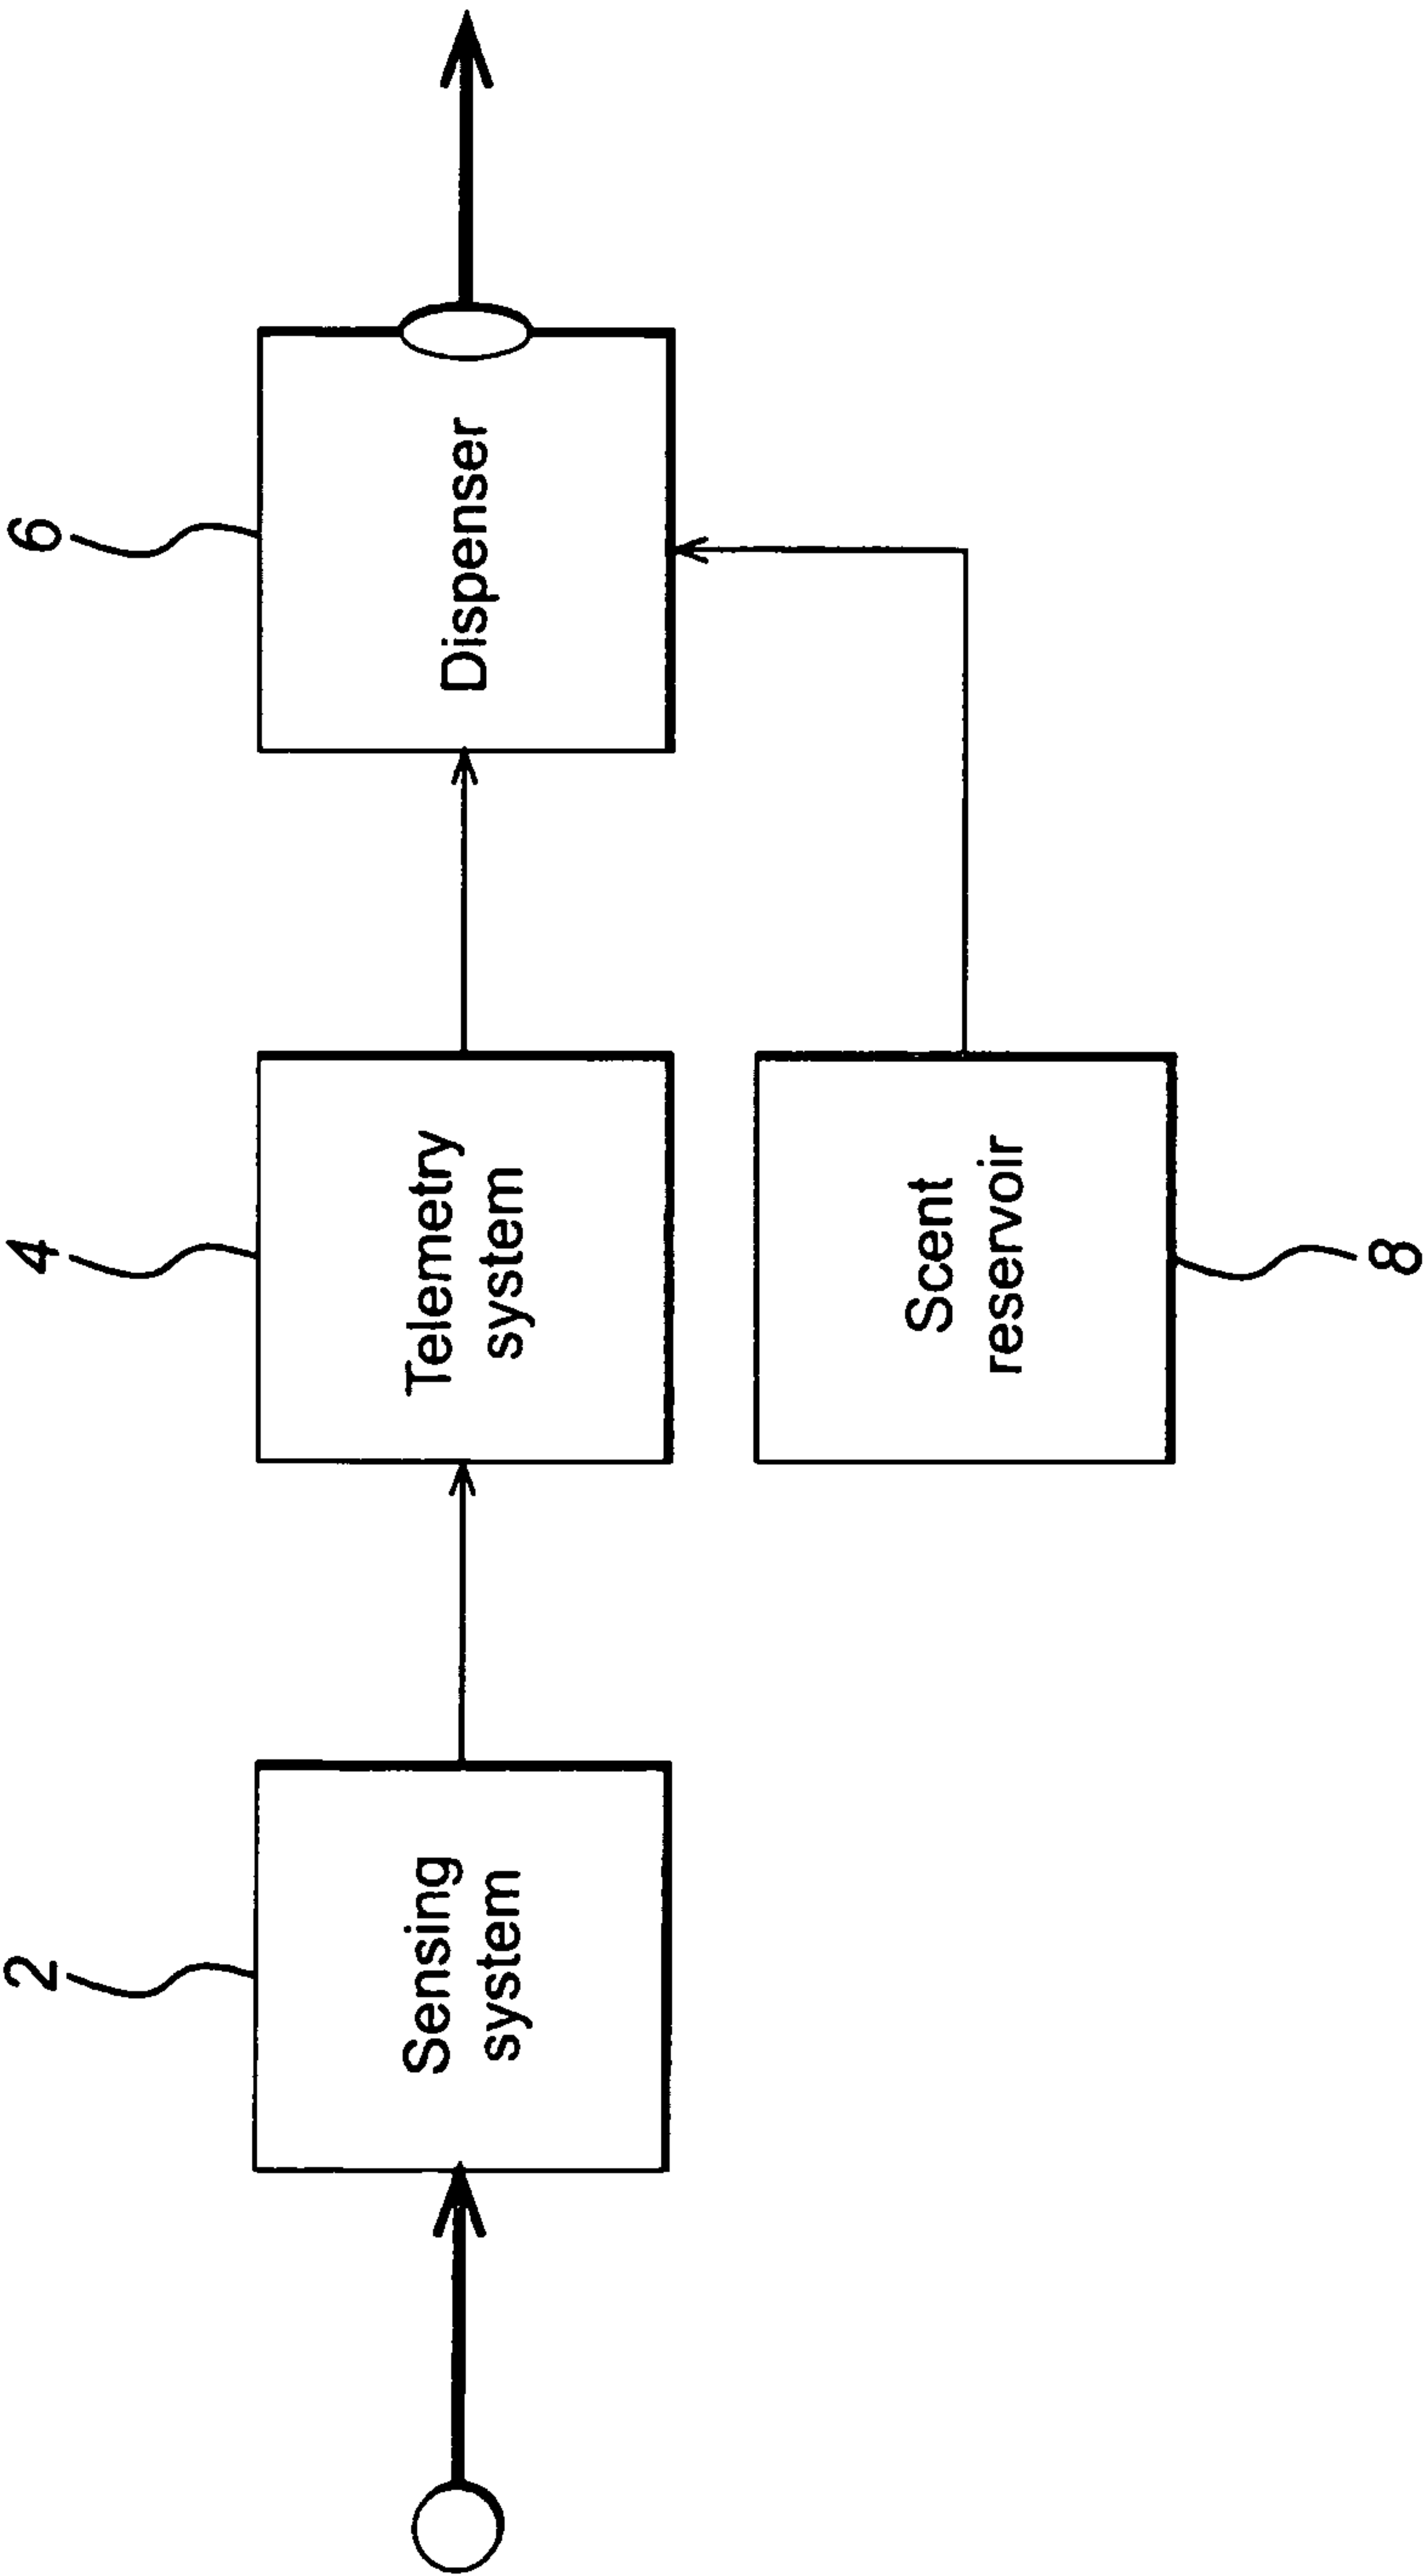 2
Sensing
system
4
Telemetry
system
6
Dispenser
Scent
reservoir
8